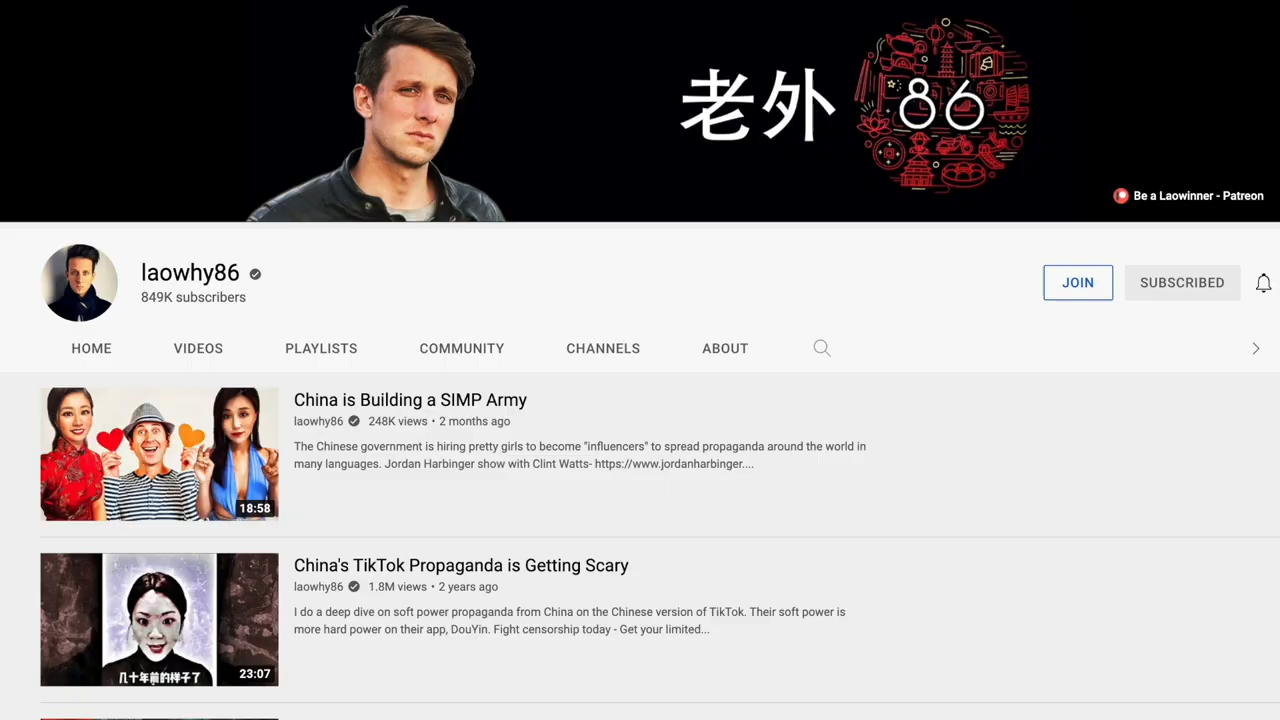 老外
86
Be a Laowinner - Patreon
laowhy86
849K subscribers
JOIN
SUBSCRIBED
HOME
VIDEOS
PLAYLISTS
COMMUNITY
CHANNELS
ABOUT
China is Building a SIMP Army
laowhy86 248K views • 2 months ago
The Chinese government is hiring pretty girls to become "influencers" to spread propaganda around the world in
many languages. Jordan Harbinger show with Clint Watts- https://www.jordanharbinger....
18:58
China's TikTok Propaganda is Getting Scary
laowhy86 1.8M views • 2 years ago
I do a deep dive on soft power propaganda from China on the Chinese version of TikTok. Their soft power is
more hard power on their app, DouYin. Fight censorship today - Get your limited...
几十年前的样子了
23:07